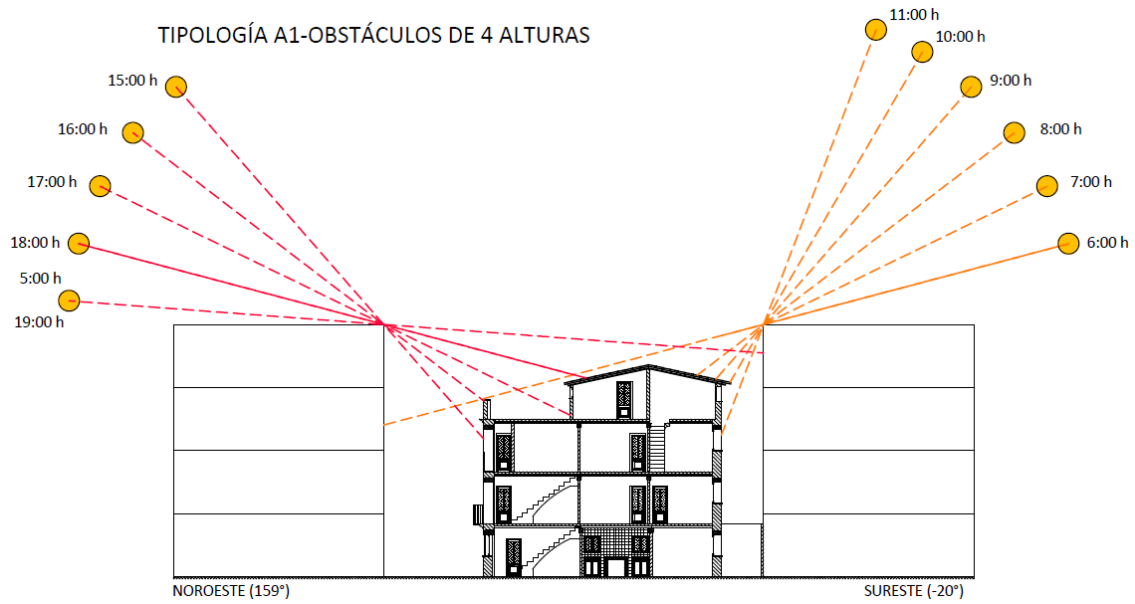 TIPOLOGÍA A1-OBSTÁCULOS DE 4 ALTURAS
15:00 h
16:00 h
17:00 h
18:00 h
5:00 h
19:00 h
11:00 h
10:00 h
9:00 h
8:00 h
7:00 h
6:00 h
NOROESTE (159°)
SURESTE (-20°)